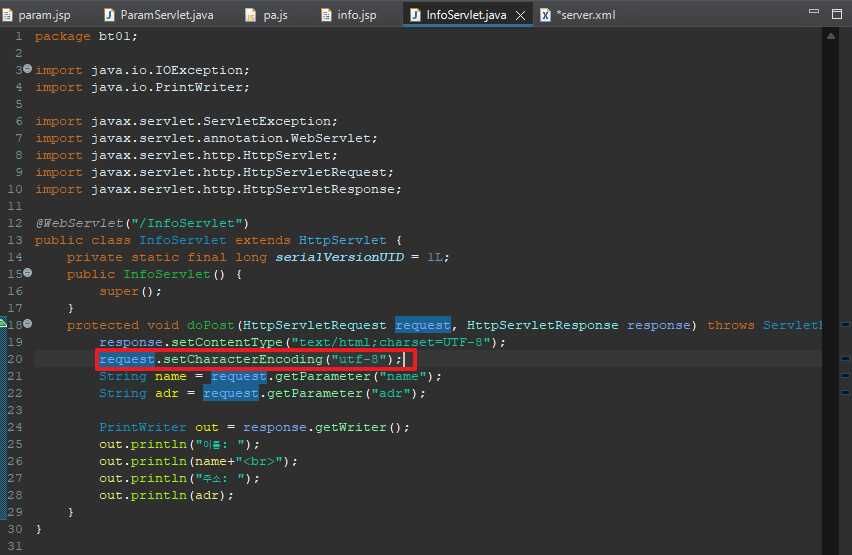 param.jsp ParamServlet.java pa.js info.jsp InfoServlet.java *server.xml
1 package bt01;
2
3 import java.io.IOException;
4 import java.io.PrintWriter;
5
6 import javax.servlet.ServletException;
7 import javax.servlet.annotation.WebServlet;
8 import javax.servlet.http.HttpServlet;
9 import javax.servlet.http.HttpServletRequest;
10 import javax.servlet.http.HttpServletResponse;
11
12 @WebServlet("/InfoServlet")
13 public class InfoServlet extends HttpServlet {
14 private static final long serialVersionUID = 1L;
15 public InfoServlet() {
16 super();
17 }
18 protected void doPost(HttpServletRequest request, HttpServletResponse response) throws Servlet
19 response.setContentType("text/html;charset=UTF-8");
20 request.setCharacterEncoding("utf-8");
21 String name = request.getParameter("name");
22 String adr = request.getParameter("adr");
23
24 PrintWriter out = response.getWriter();
25 out.println("이름: ");
26 out.println(name+"<br>");
27 out.println("주소: ");
28 out.println(adr);
29 }
30 }
31